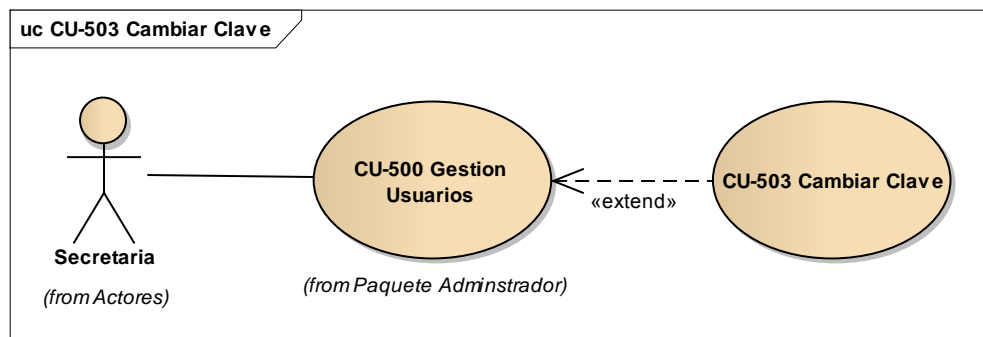 uc CU-503 Cambiar Clave
CU-500 Gestion
Usuarios
CU-503 Cambiar Clave
«extend»
Secretaria
(from Actores)
(from Paquete Adminstrador)